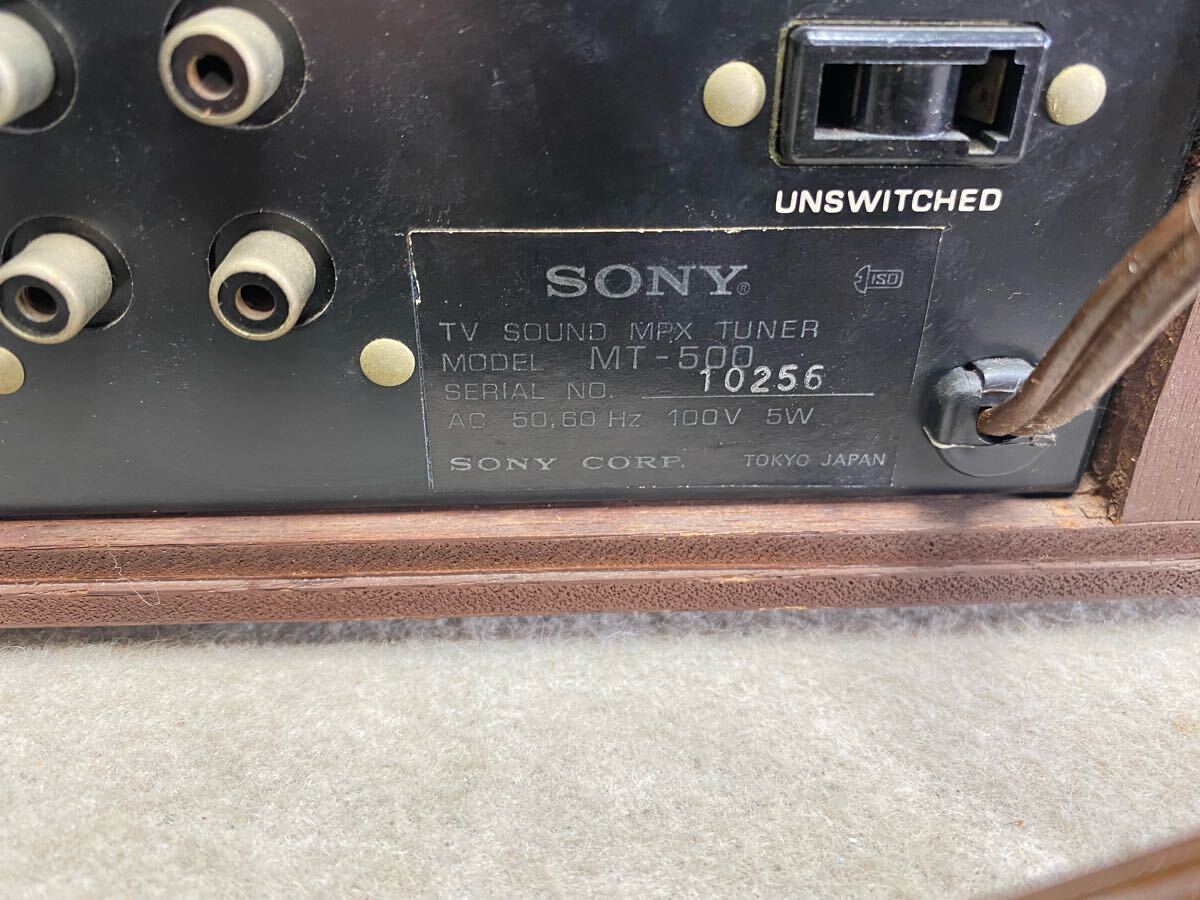 UNSWITCHED
SONY®
ISO
TV SOUND MPX TUNER
MODEL MT-500
SERIAL NO. 10256
AC 50,60 Hz 100V 5W
SONY CORP. TOKYO JAPAN